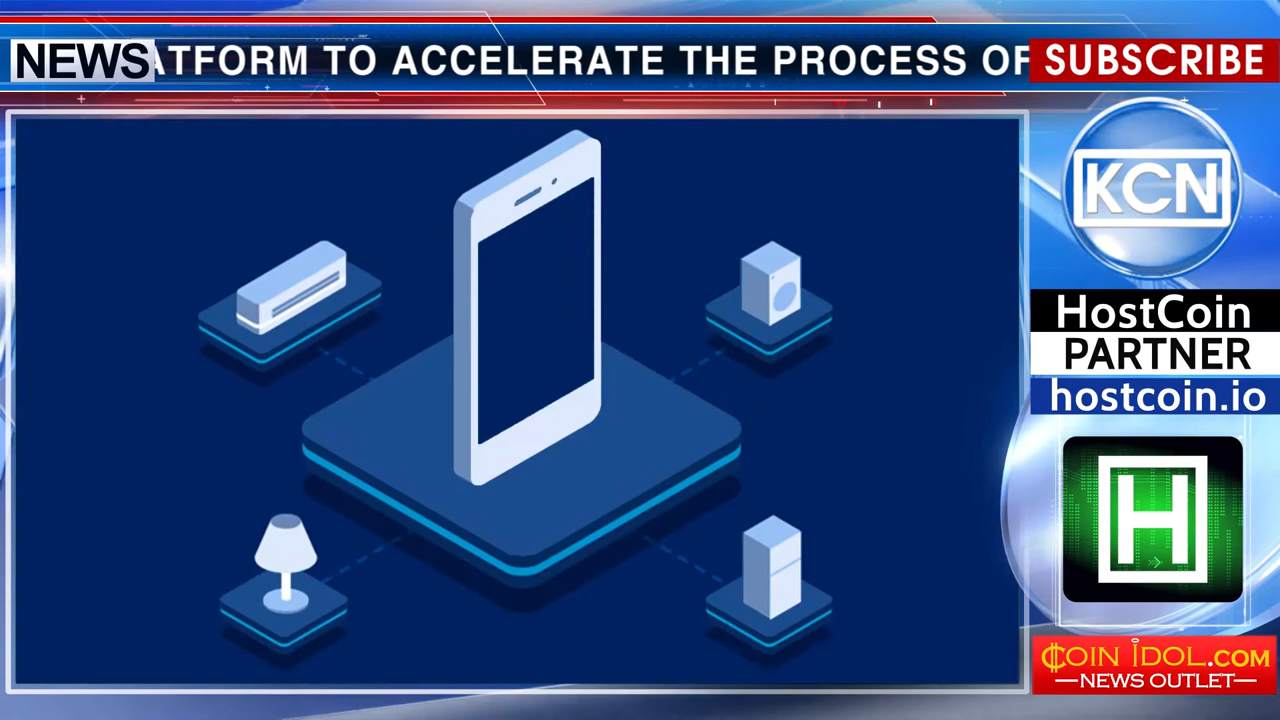 NEWS
ATFORM TO ACCELERATE THE PROCESS OF
SUBSCRIBE
KCN
HostCoin
PARTNER
hostcoin.io
H
COIN IDOL.COM
NEWS OUTLET